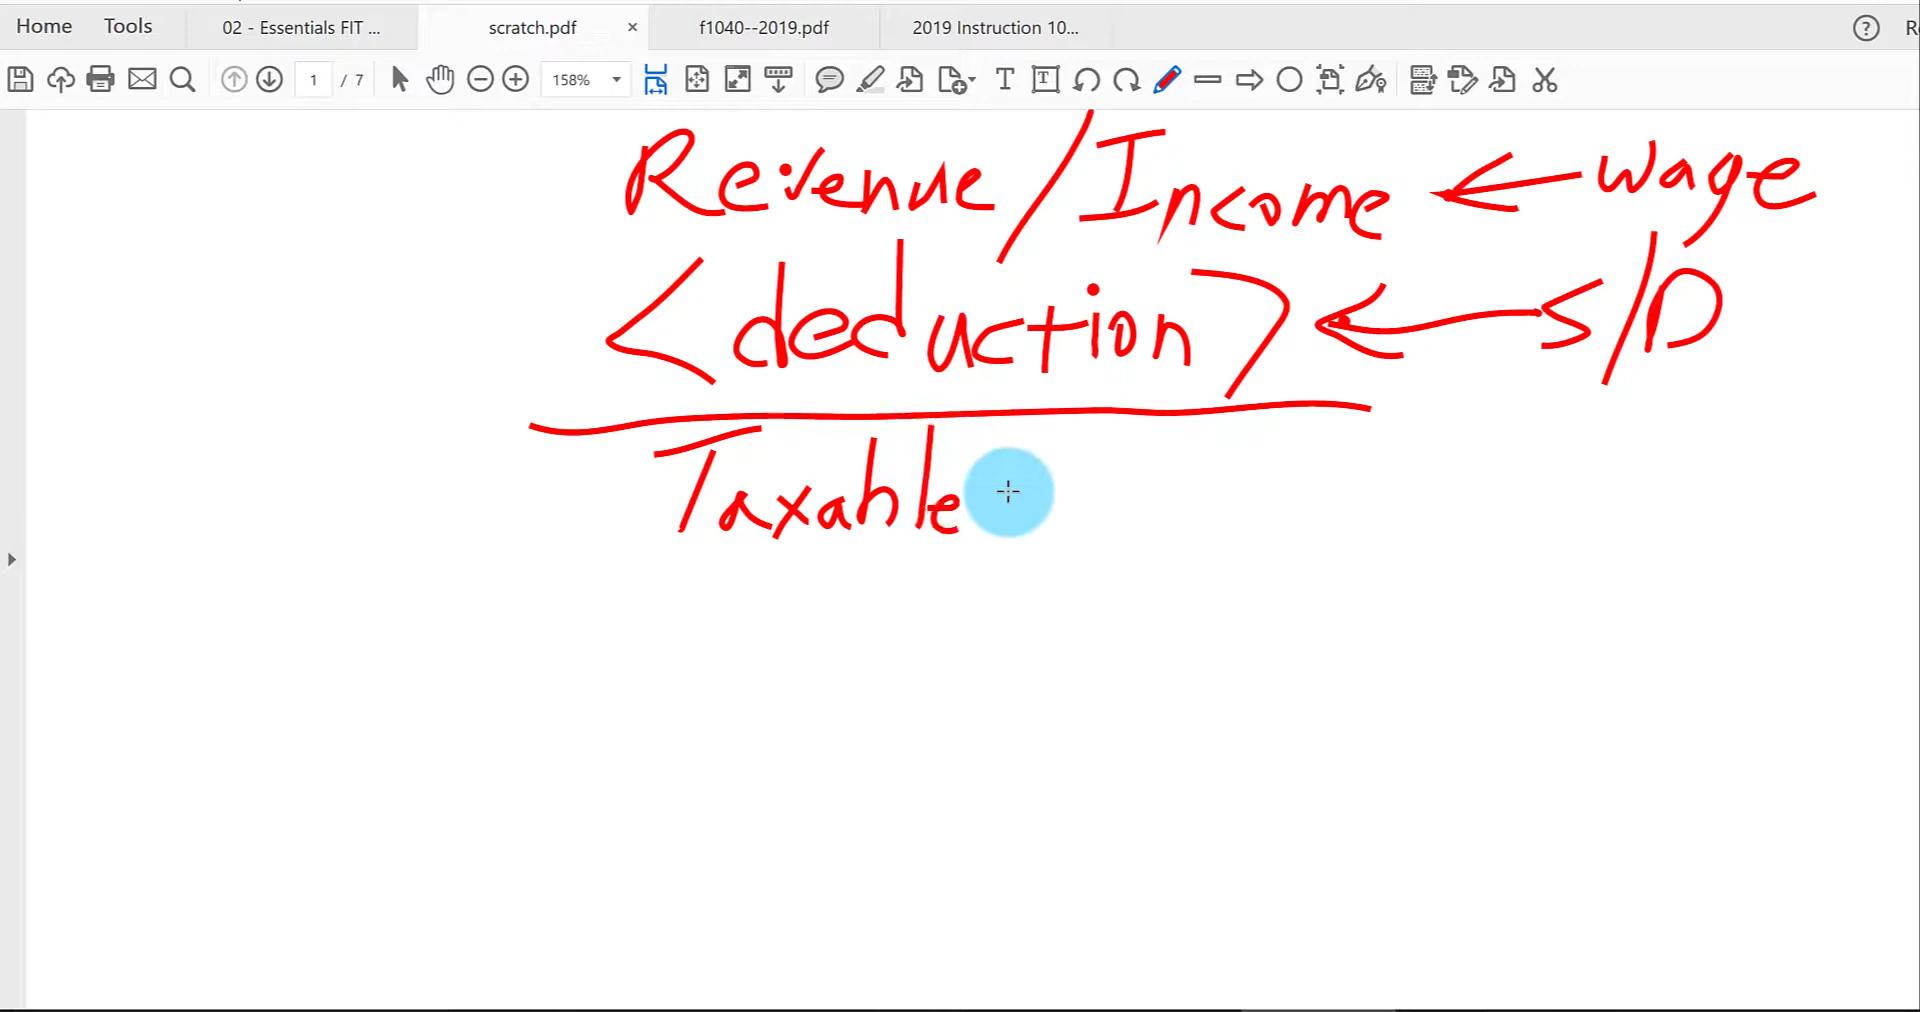 Home Tools 02 - Essentials FIT ... scratch.pdf × f1040--2019.pdf 2019 Instruction 10...
1 / 7 158%
Revenue/Income ← wage
<deduction> ← S/D
Taxable